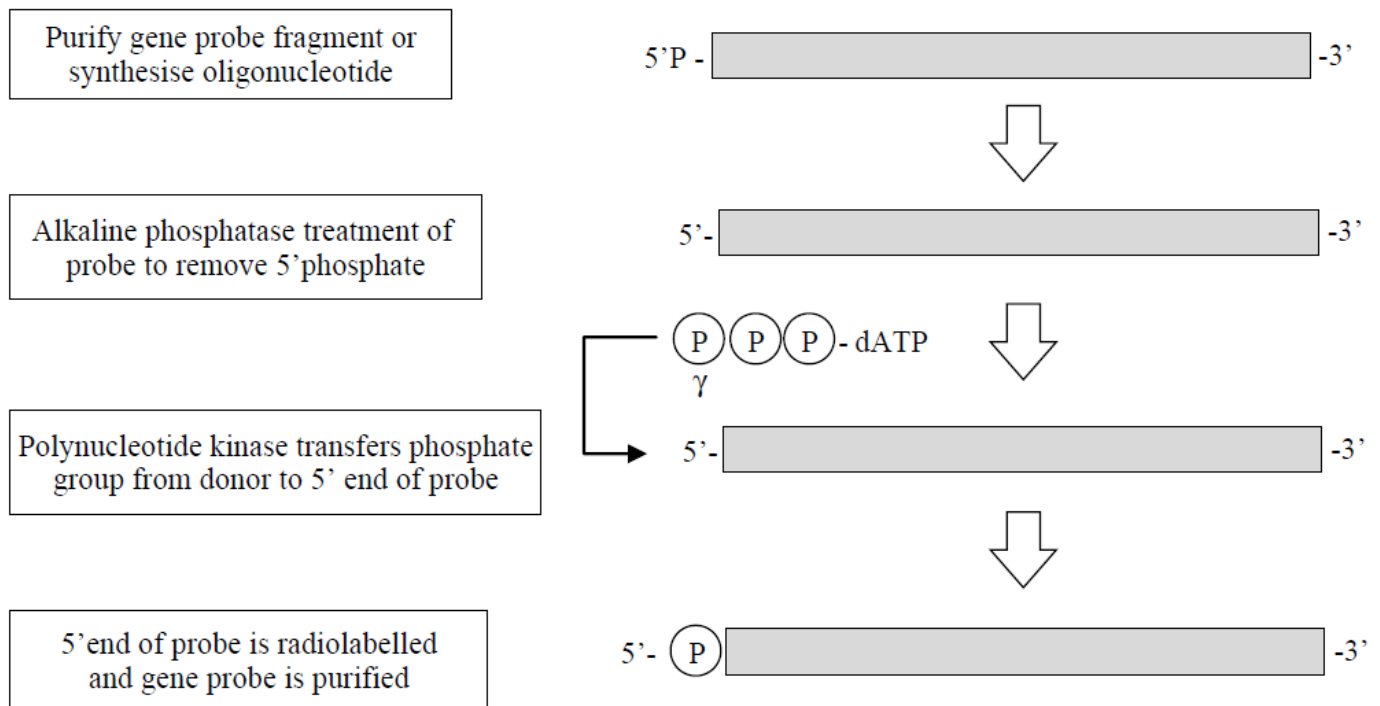 Purify gene probe fragment or
synthesise oligonucleotide
5’P - -3’
Alkaline phosphatase treatment of
probe to remove 5’phosphate
5’- -3’
P P P - dATP
γ
Polynucleotide kinase transfers phosphate
group from donor to 5’ end of probe
5’- -3’
5’end of probe is radiolabelled
and gene probe is purified
5’- P -3’